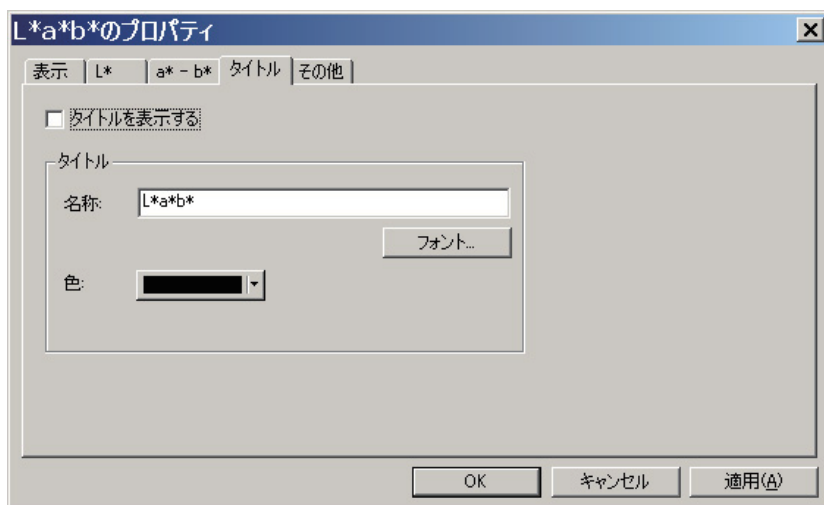 L*a*b*のプロパティ
表示 L* a* - b* タイトル その他
タイトルを表示する
タイトル
名称: L*a*b*
フォント...
色:
OK キャンセル 適用(A)